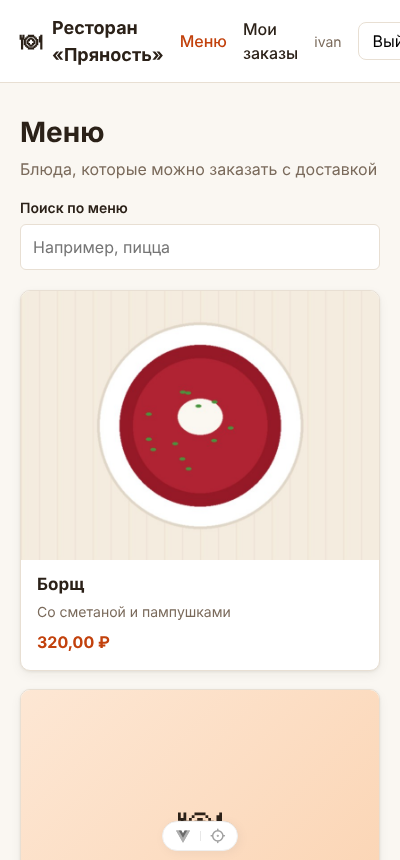 Ресторан
«Пряность»
Меню
Мои
заказы
ivan
Вый
Меню
Блюда, которые можно заказать с доставкой
Поиск по меню
Например, пицца
Борщ
Со сметаной и пампушками
320,00 ₽